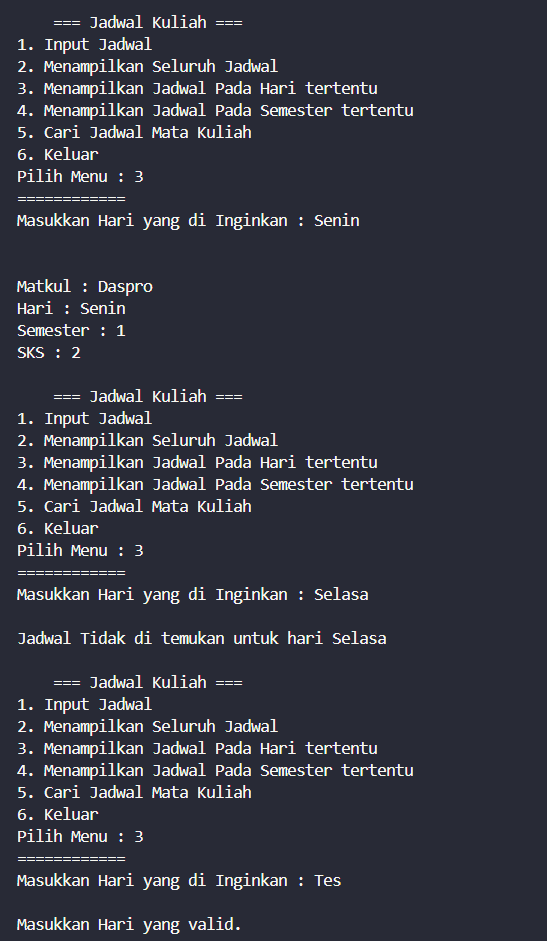 === Jadwal Kuliah ===
1. Input Jadwal
2. Menampilkan Seluruh Jadwal
3. Menampilkan Jadwal Pada Hari tertentu
4. Menampilkan Jadwal Pada Semester tertentu
5. Cari Jadwal Mata Kuliah
6. Keluar
Pilih Menu : 3
============
Masukkan Hari yang di Inginkan : Senin
Matkul : Daspro
Hari : Senin
Semester : 1
SKS : 2
=== Jadwal Kuliah ===
1. Input Jadwal
2. Menampilkan Seluruh Jadwal
3. Menampilkan Jadwal Pada Hari tertentu
4. Menampilkan Jadwal Pada Semester tertentu
5. Cari Jadwal Mata Kuliah
6. Keluar
Pilih Menu : 3
============
Masukkan Hari yang di Inginkan : Selasa
Jadwal Tidak di temukan untuk hari Selasa
=== Jadwal Kuliah ===
1. Input Jadwal
2. Menampilkan Seluruh Jadwal
3. Menampilkan Jadwal Pada Hari tertentu
4. Menampilkan Jadwal Pada Semester tertentu
5. Cari Jadwal Mata Kuliah
6. Keluar
Pilih Menu : 3
============
Masukkan Hari yang di Inginkan : Tes
Masukkan Hari yang valid.